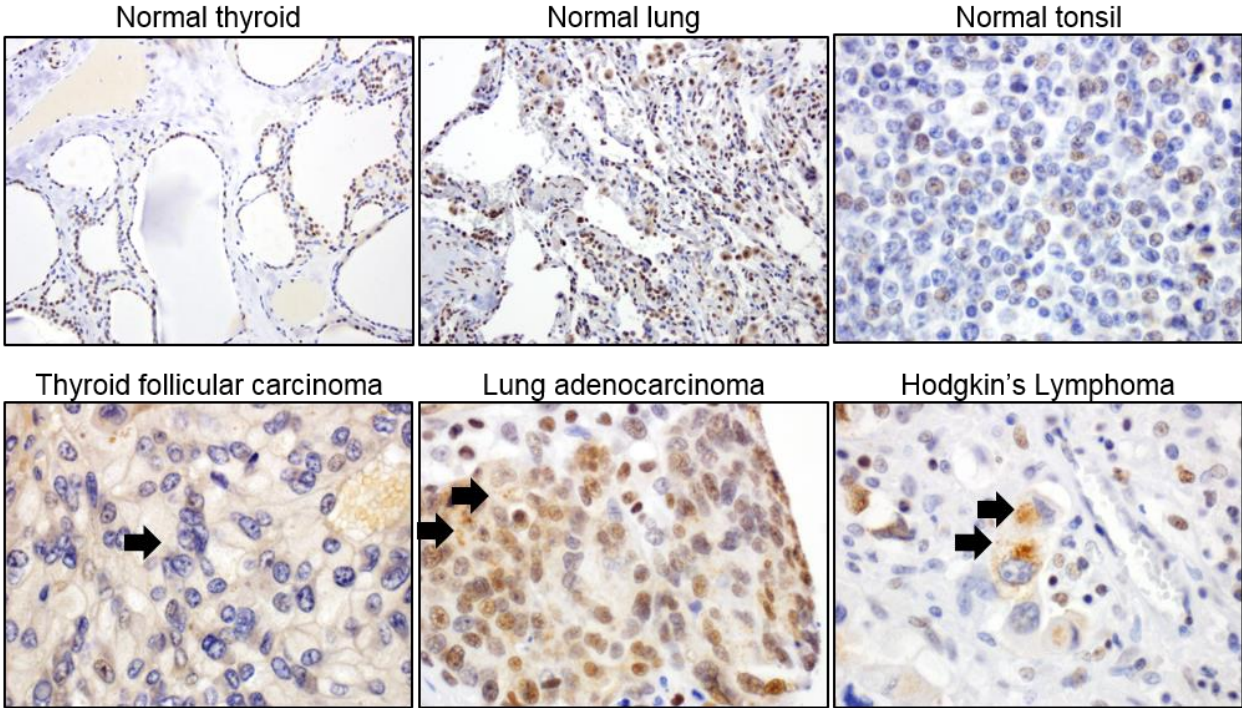 Normal thyroid
Normal lung
Normal tonsil
Thyroid follicular carcinoma
Lung adenocarcinoma
Hodgkin’s Lymphoma